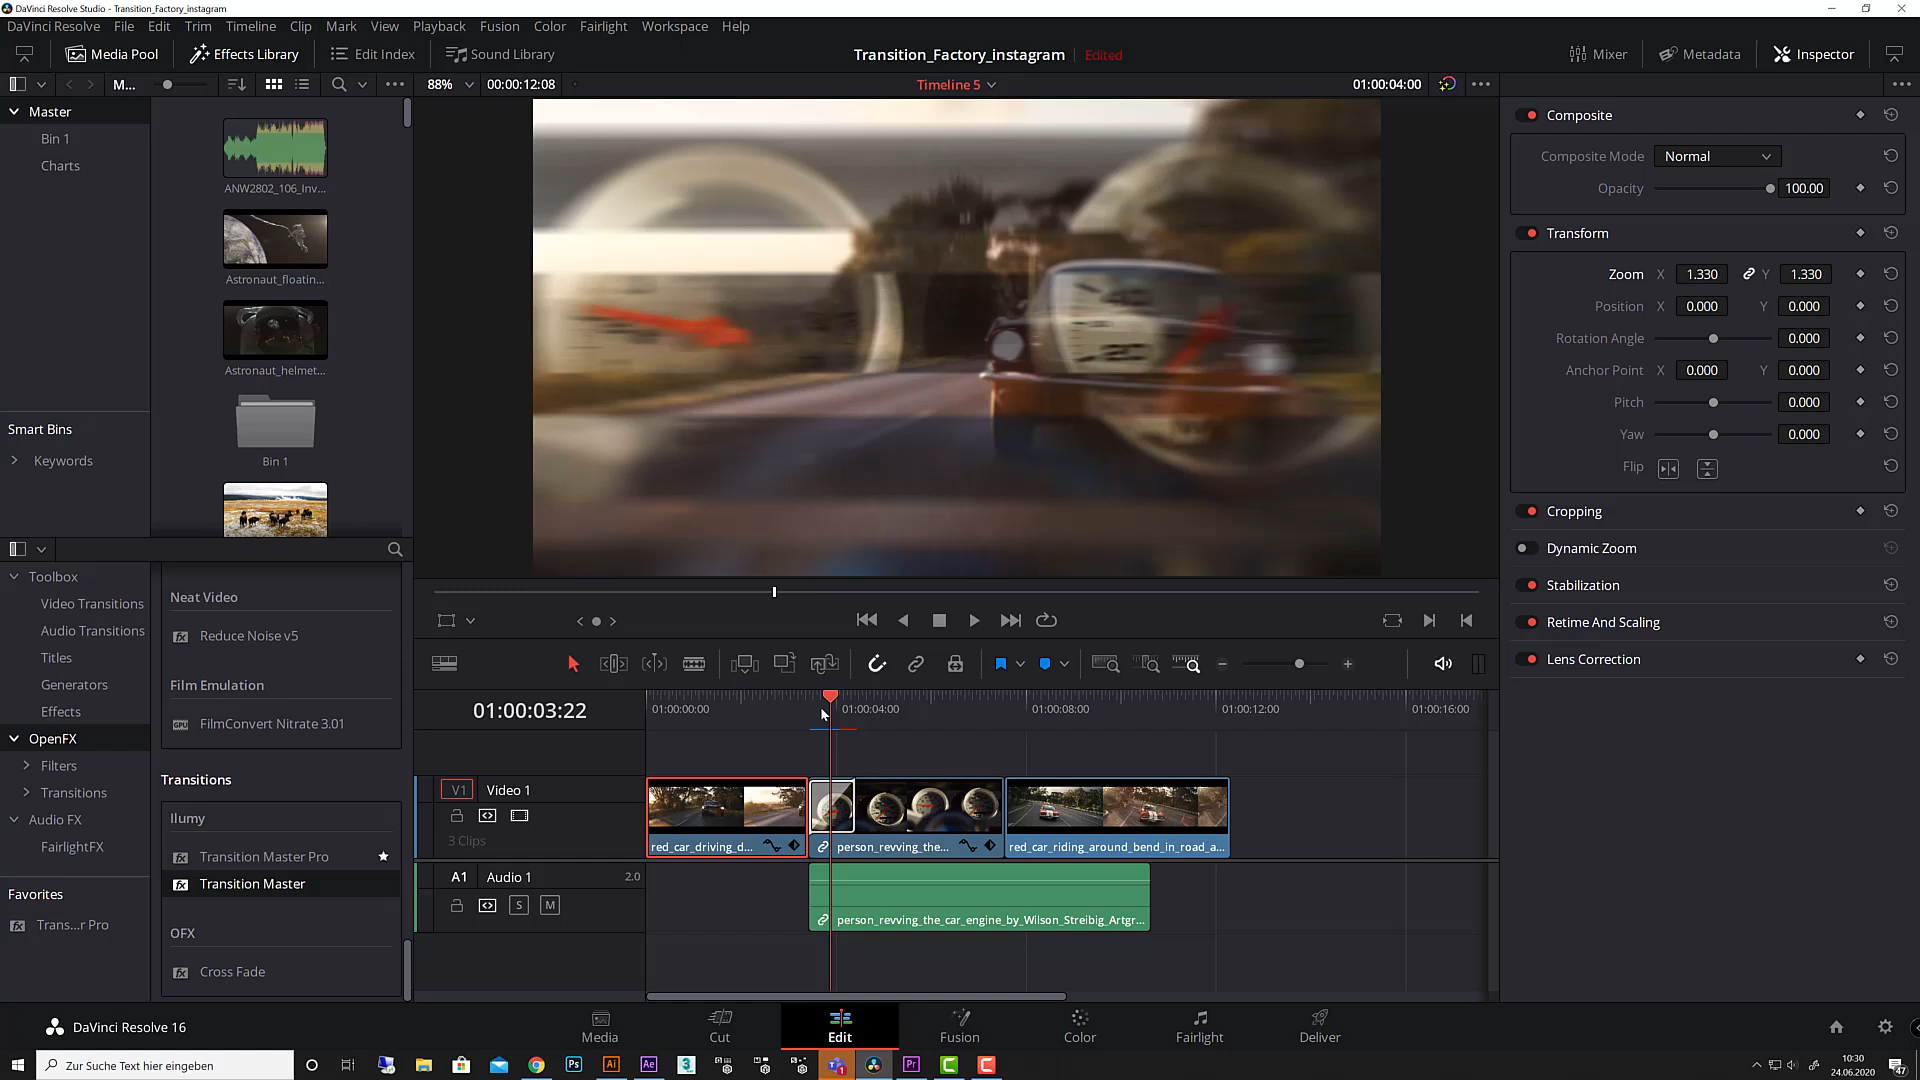 DaVinci Resolve Studio - Transition_Factory_instagram
DaVinci Resolve File Edit Trim Timeline Clip Mark View Playback Fusion Color Fairlight Workspace Help
Media Pool Effects Library Edit Index Sound Library Transition_Factory_instagram Edited Mixer Metadata Inspector
M... 88% 00:00:12:08 Timeline 5 01:00:04:00
Master
Bin 1
Charts
ANW2802_106_Inv...
Astronaut_floatin...
Astronaut_helmet...
Bin 1
Smart Bins
Keywords
Composite
Composite Mode Normal
Opacity 100.00
Transform
Zoom X 1.330 Y 1.330
Position X 0.000 Y 0.000
Rotation Angle 0.000
Anchor Point X 0.000 Y 0.000
Pitch 0.000
Yaw 0.000
Flip
Cropping
Dynamic Zoom
Stabilization
Retime And Scaling
Lens Correction
Toolbox
Video Transitions
Audio Transitions
Titles
Generators
Effects
OpenFX
Filters
Transitions
Audio FX
FairlightFX
Favorites
Trans...r Pro
Neat Video
Reduce Noise v5
Film Emulation
FilmConvert Nitrate 3.01
Transitions
Ilumy
Transition Master Pro
Transition Master
OFX
Cross Fade
01:00:03:22
01:00:00:00 01:00:04:00 01:00:08:00 01:00:12:00 01:00:16:00
V1 Video 1
3 Clips
red_car_driving_d... person_revving_the... red_car_riding_around_bend_in_road_a...
A1 Audio 1 2.0
S M
person_revving_the_car_engine_by_Wilson_Streibig_Artgr...
DaVinci Resolve 16
Media Cut Edit Fusion Color Fairlight Deliver
Zur Suche Text hier eingeben
Ps Ai Ae 3 Pr
10:30
24.06.2020
47